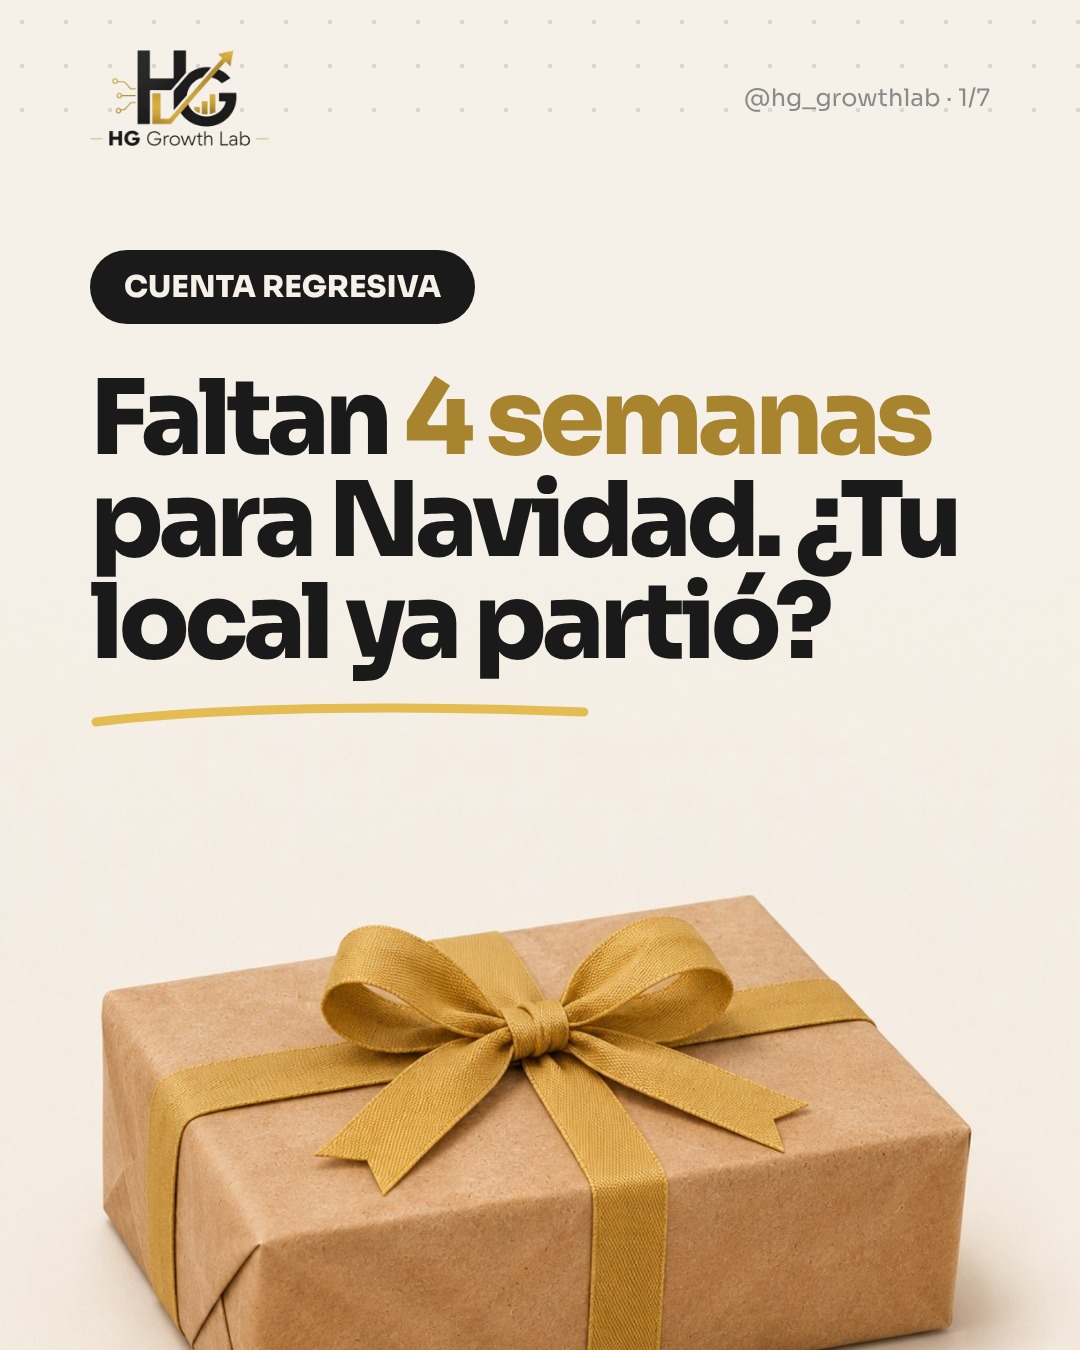 HG
HG Growth Lab
@hg_growthlab · 1/7
CUENTA REGRESIVA
Faltan 4 semanas
para Navidad. ¿Tu
local ya partió?